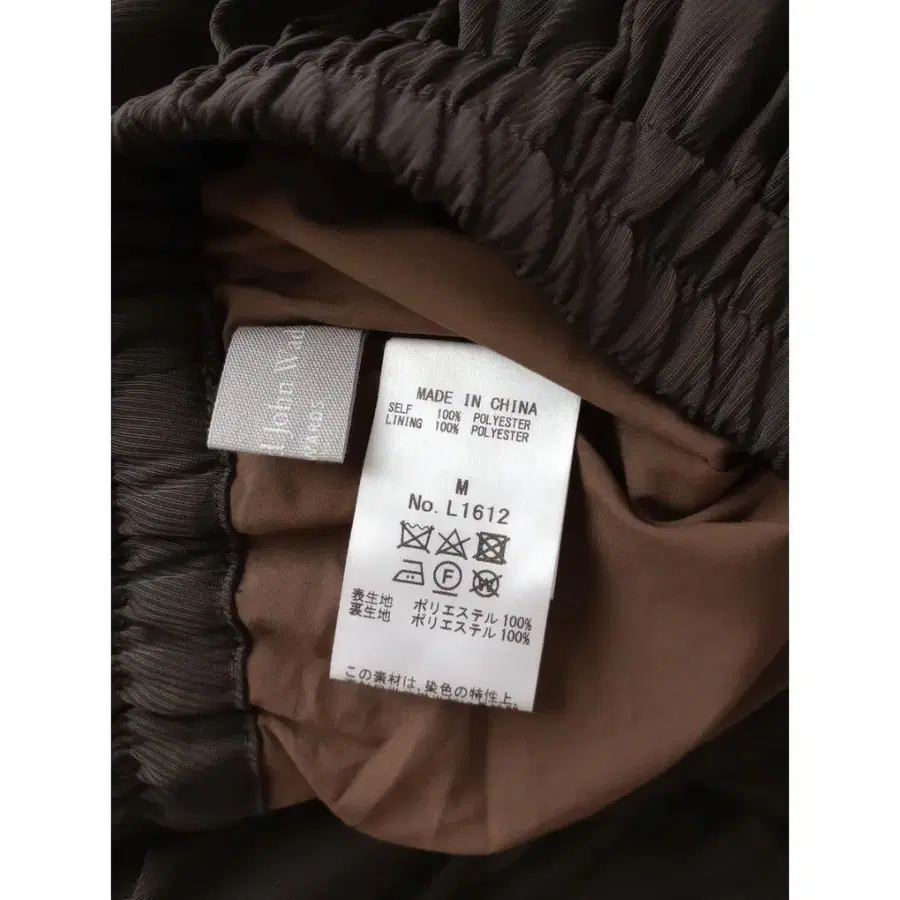 John
MADE IN CHINA
SELF 100% POLYESTER
LINING 100% POLYESTER
M
No. L1612
F
W
表生地 ポリエステル 100%
裏生地 ポリエステル 100%
この素材は、染色の特性上、